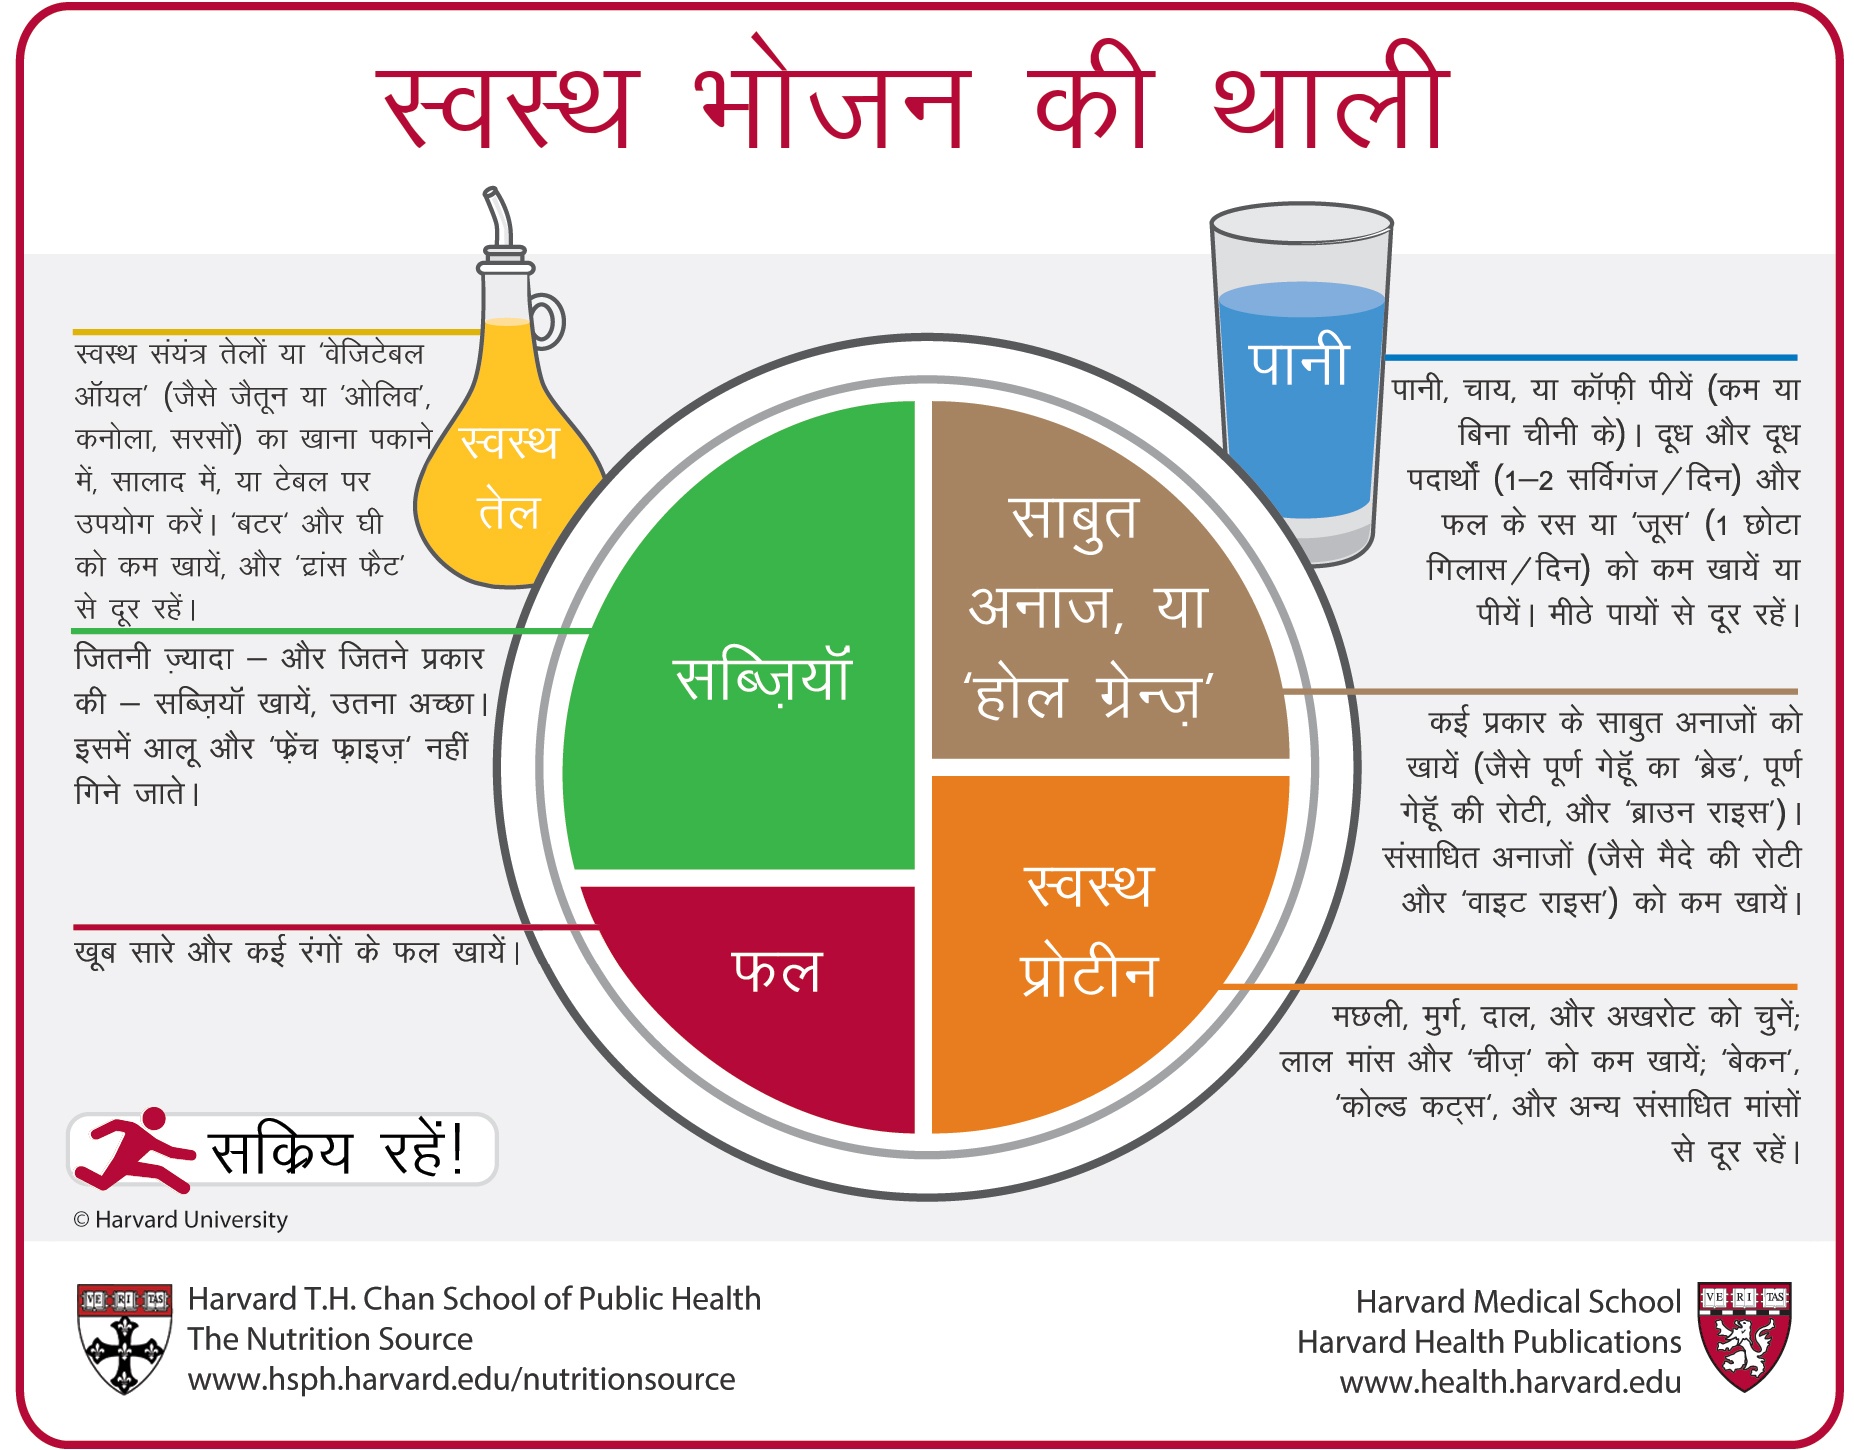 स्वस्थ भोजन की थाली
स्वस्थ संयंत्र तेलों या ‘वेजिटेबल
ऑयल’ (जैसे जैतून या ‘ओलिव’,
कनोला, सरसों) का खाना पकाने
में, सालाद में, या टेबल पर
उपयोग करें। ‘बटर‘ और घी
को कम खायें, और ‘ट्रांस फैट’
से दूर रहें।
स्वस्थ
तेल
जितनी ज़्यादा – और जितने प्रकार
की – सब्ज़ियॉ खायें, उतना अच्छा।
इसमें आलू और ‘फ़्रेंच फ़्राइज़‘ नहीं
गिने जाते।
खूब सारे और कई रंगों के फल खायें।
सब्ज़ियॉ
फल
साबुत
अनाज, या
‘होल ग्रेन्ज़’
स्वस्थ
प्रोटीन
पानी
पानी, चाय, या कॉफ़ी पीयें (कम या
बिना चीनी के)। दूध और दूध
पदार्थों (1–2 सर्विगंज/दिन) और
फल के रस या ‘जूस‘ (1 छोटा
गिलास/दिन) को कम खायें या
पीयें। मीठे पायों से दूर रहें।
कई प्रकार के साबुत अनाजों को
खायें (जैसे पूर्ण गेहूॅ का ‘ब्रेड‘, पूर्ण
गेहूॅ की रोटी, और ‘ब्राउन राइस’)।
संसाधित अनाजों (जैसे मैदे की रोटी
और ‘वाइट राइस’) को कम खायें।
मछली, मुर्ग, दाल, और अखरोट को चुनें;
लाल मांस और ‘चीज़‘ को कम खायें; ‘बेकन’,
‘कोल्ड कट्स‘, और अन्य संसाधित मांसों
से दूर रहें।
सक्रिय रहें!
© Harvard University
VE RI TAS
Harvard T.H. Chan School of Public Health
The Nutrition Source
www.hsph.harvard.edu/nutritionsource
Harvard Medical School
Harvard Health Publications
www.health.harvard.edu
VE RI TAS